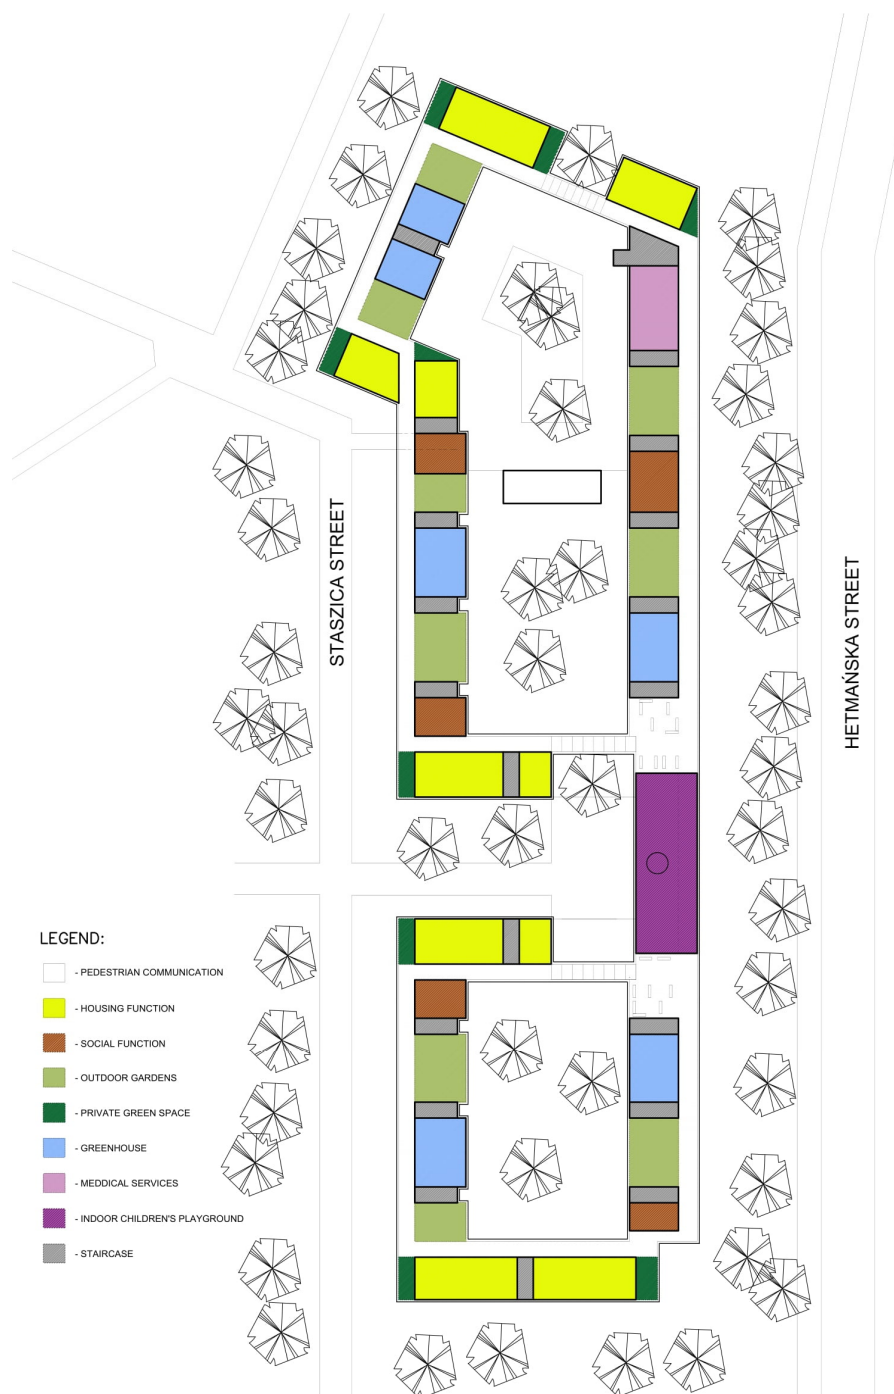 STASZICA STREET
HETMAŃSKA STREET
LEGEND:
- PEDESTRIAN COMMUNICATION
- HOUSING FUNCTION
- SOCIAL FUNCTION
- OUTDOOR GARDENS
- PRIVATE GREEN SPACE
- GREENHOUSE
- MEDDICAL SERVICES
- INDOOR CHILDREN'S PLAYGROUND
- STAIRCASE